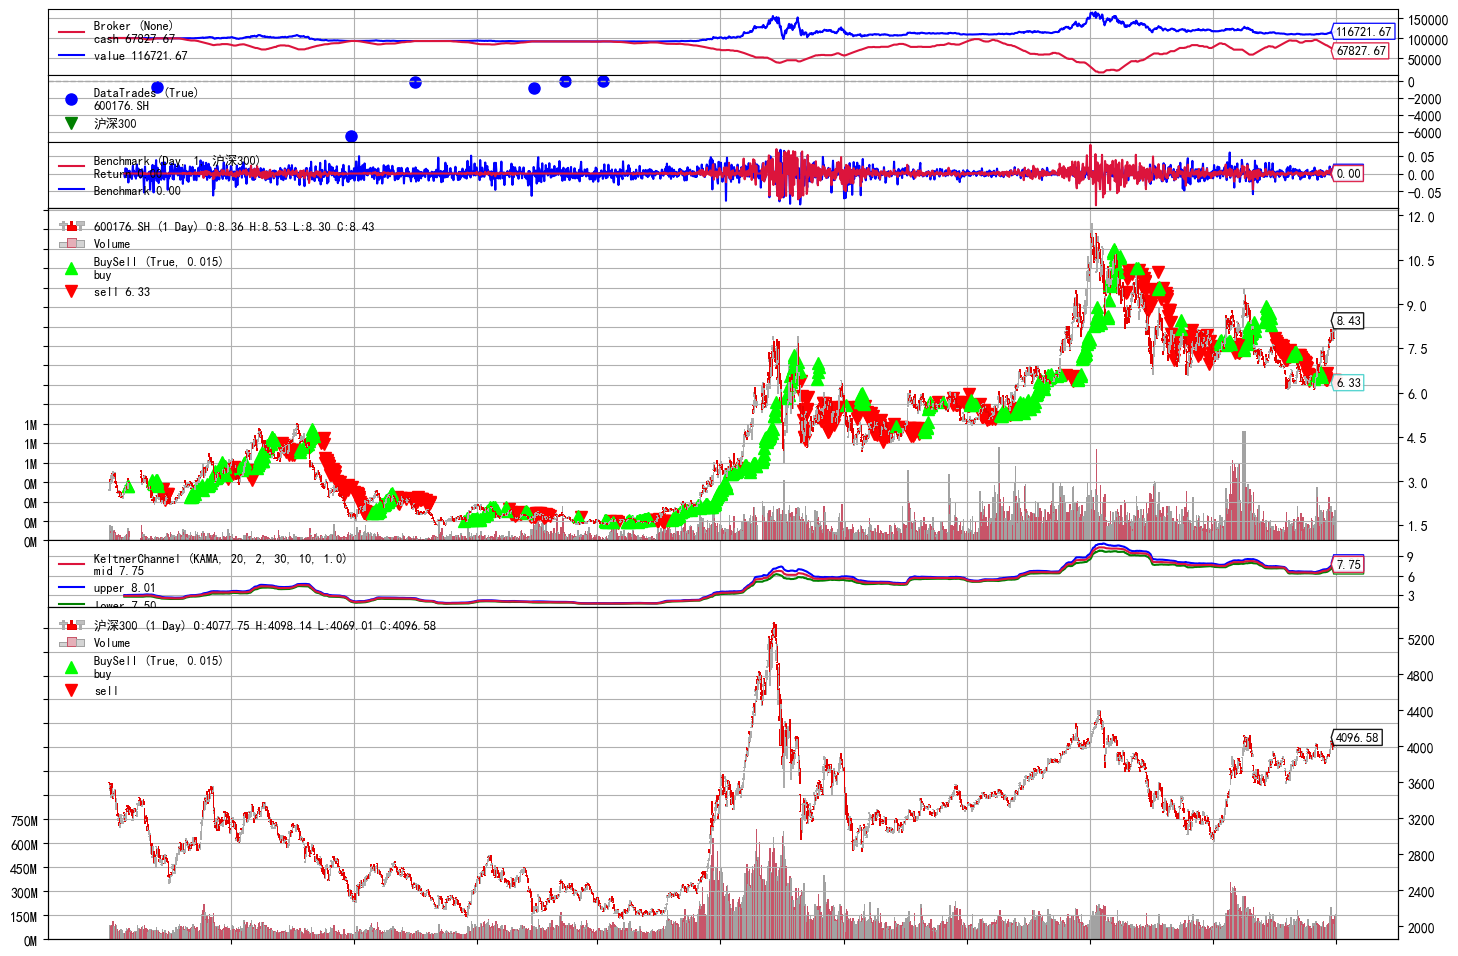 Broker (None)
cash 67827.67
value 116721.67
150000
116721.67
100000
67827.67
50000
DataTrades (True)
600176.SH
沪深300
0
−2000
−4000
−6000
Benchmark (Day, 1, 沪深300)
Benchmark 0.00
0.05
0.00
0.00
−0.05
600176.SH (1 Day) O:8.36 H:8.53 L:8.30 C:8.43
Volume
BuySell (True, 0.015)
buy
sell 6.33
12.0
10.5
9.0
8.43
7.5
6.33
6.0
4.5
3.0
1.5
1M
1M
1M
0M
0M
0M
0M
KeltnerChannel (KAMA, 20, 2, 30, 10, 1.0)
mid 7.75
upper 8.01
lower 7.50
9
7.75
6
3
沪深300 (1 Day) O:4077.75 H:4098.14 L:4069.01 C:4096.58
Volume
BuySell (True, 0.015)
buy
sell
5200
4800
4400
4096.58
4000
3600
3200
2800
2400
2000
750M
600M
450M
300M
150M
0M